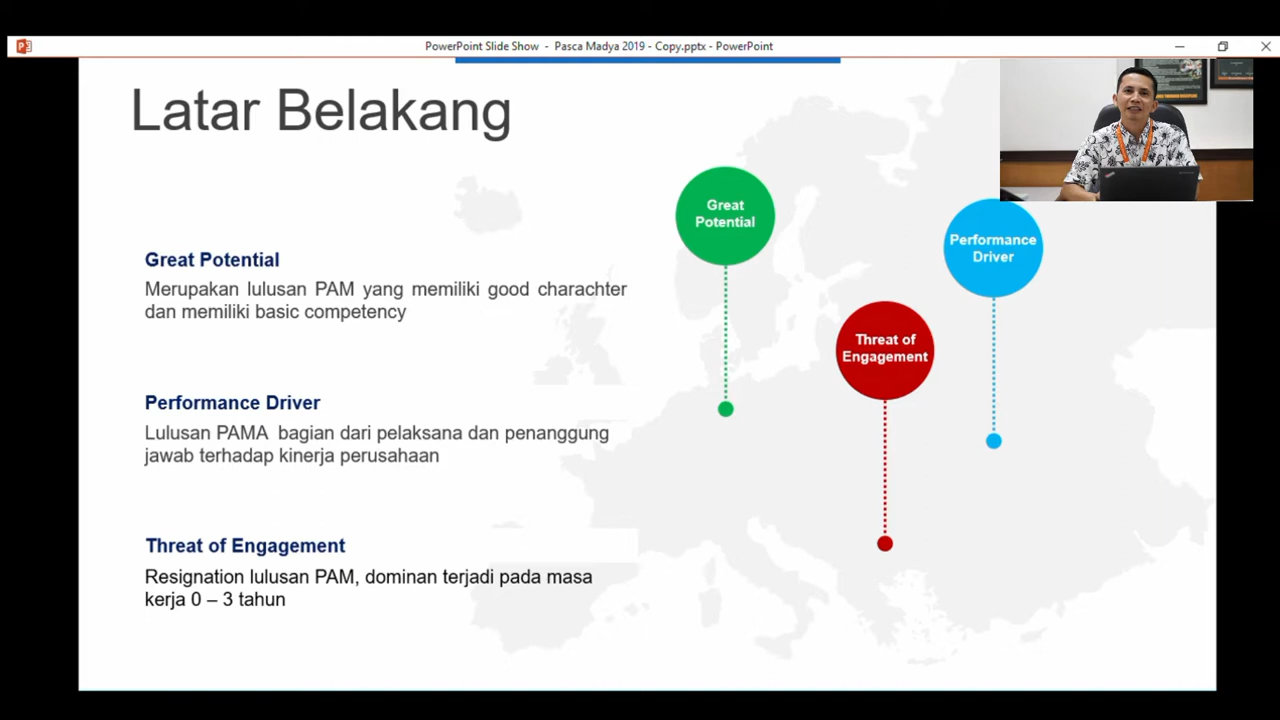 PowerPoint Slide Show - Pasca Madya 2019 - Copy.pptx - PowerPoint
Latar Belakang
Great Potential
Merupakan lulusan PAM yang memiliki good charachter
dan memiliki basic competency
Performance Driver
Lulusan PAMA bagian dari pelaksana dan penanggung
jawab terhadap kinerja perusahaan
Threat of Engagement
Resignation lulusan PAM, dominan terjadi pada masa
kerja 0 – 3 tahun
Great
Potential
Performance
Driver
Threat of
Engagement